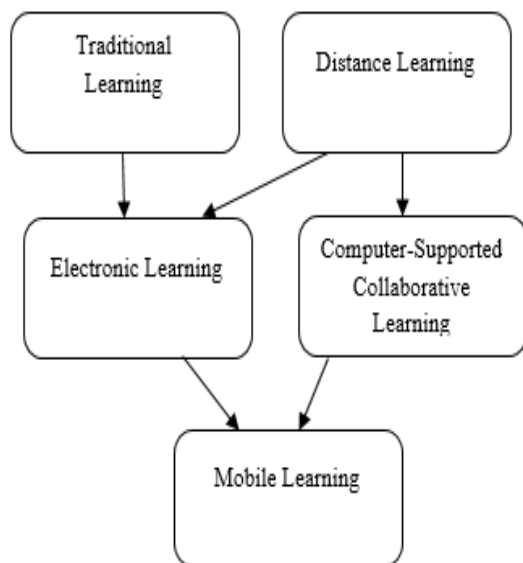 Traditional
Learning
Distance Learning
Electronic Learning
Computer-Supported
Collaborative
Learning
Mobile Learning